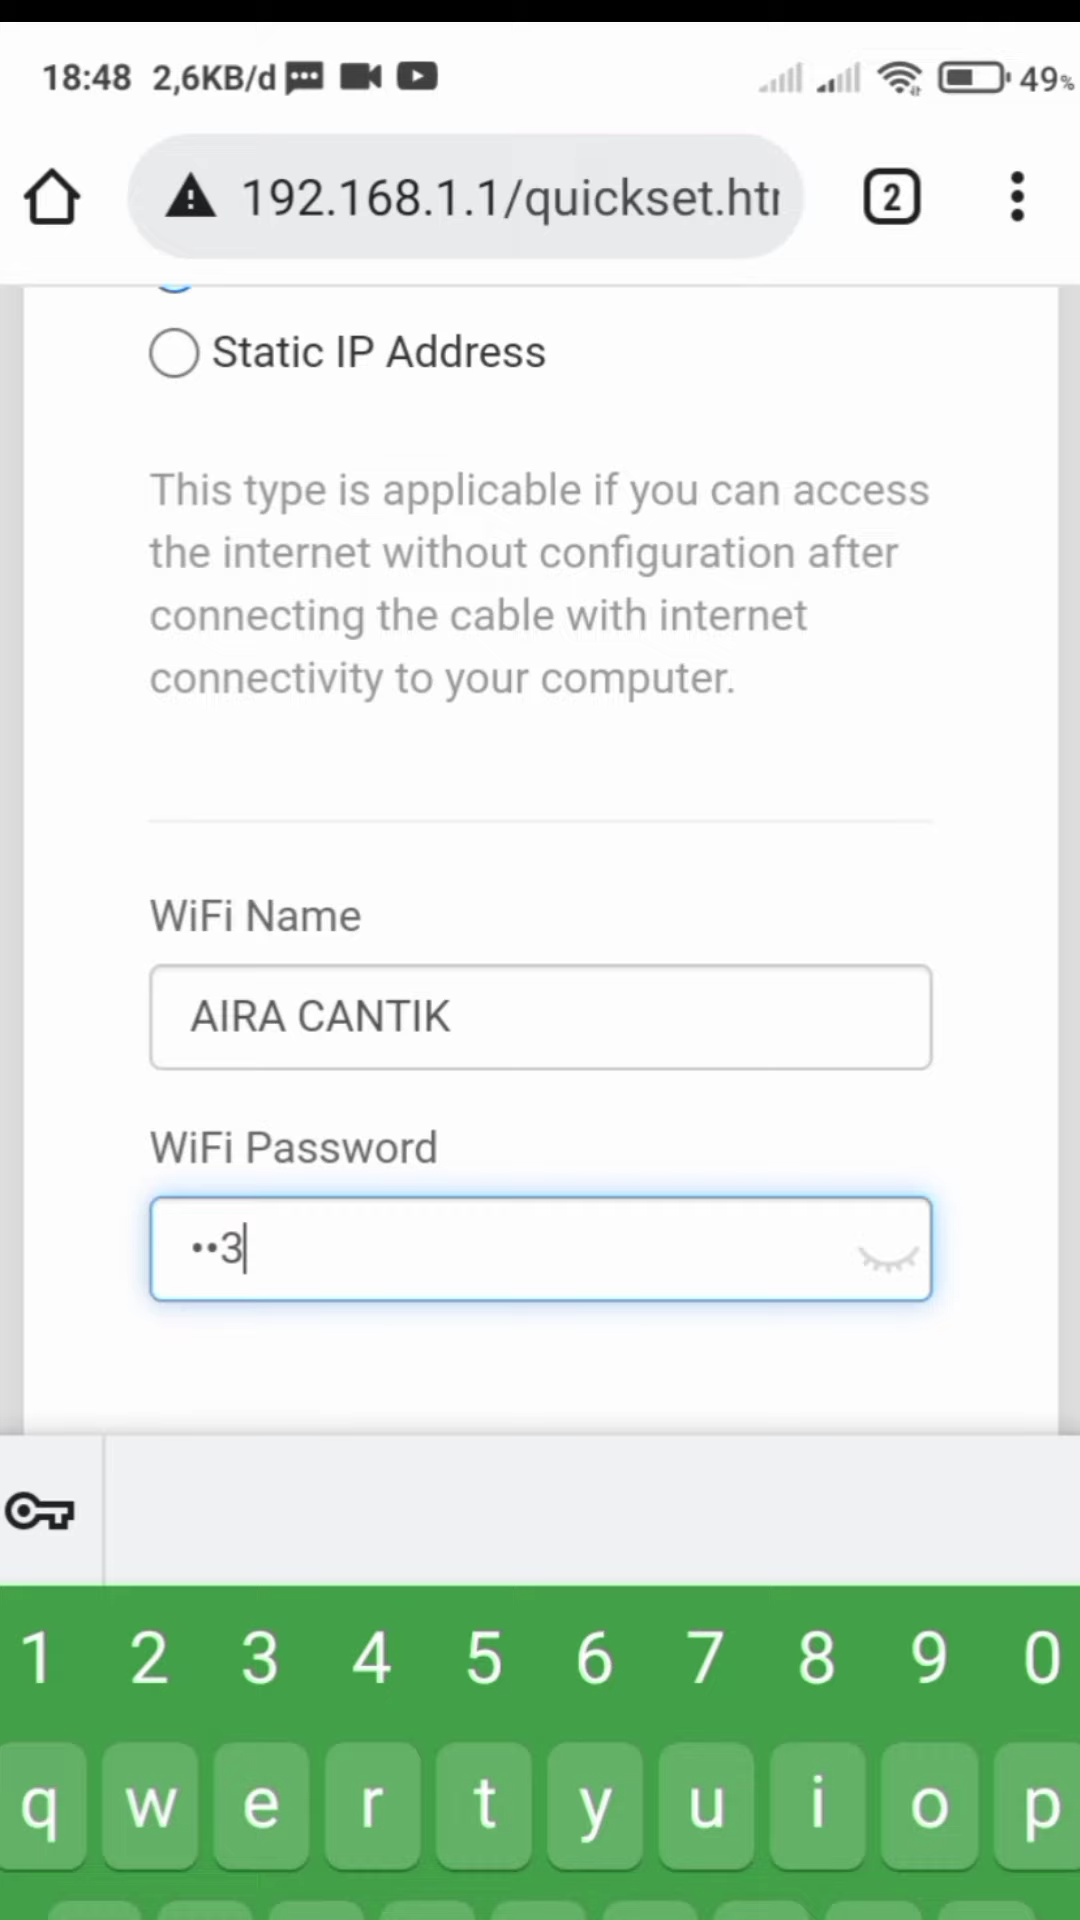 18:48 2,6KB/d 49%
192.168.1.1/quickset.htr
2
Static IP Address
This type is applicable if you can access
the internet without configuration after
connecting the cable with internet
connectivity to your computer.
WiFi Name
AIRA CANTIK
WiFi Password
••3
1 2 3 4 5 6 7 8 9 0
q w e r t y u i o p